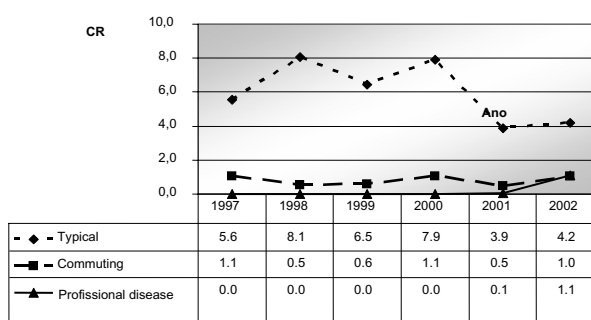 CR
10,0
8,0
6,0
4,0
2,0
0,0
Ano
1997 1998 1999 2000 2001 2002
Typical 5.6 8.1 6.5 7.9 3.9 4.2
Commuting 1.1 0.5 0.6 1.1 0.5 1.0
Profissional disease 0.0 0.0 0.0 0.0 0.1 1.1